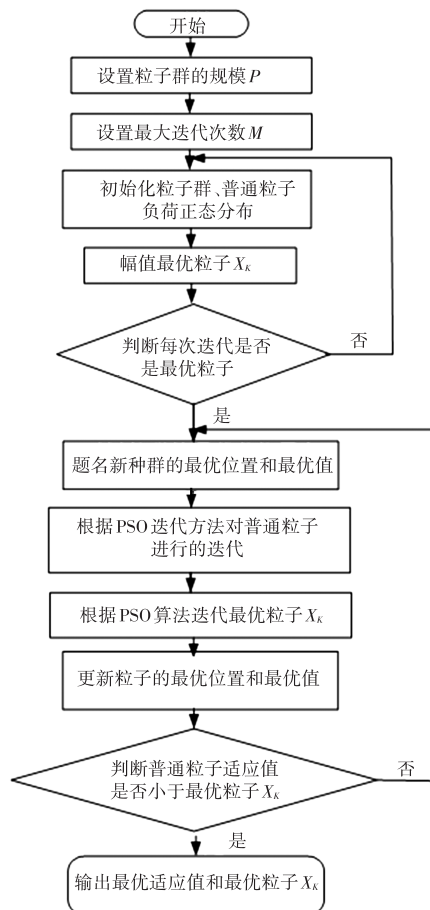 开始
设置粒子群的规模P
设置最大迭代次数M
初始化粒子群、普通粒子
负荷正态分布
幅值最优粒子X_K
判断每次迭代是否
是最优粒子
否
是
题名新种群的最优位置和最优值
根据PSO迭代方法对普通粒子
进行的迭代
根据PSO算法迭代最优粒子X_K
更新粒子的最优位置和最优值
判断普通粒子适应值
是否小于最优粒子X_K
否
是
输出最优适应值和最优粒子X_K